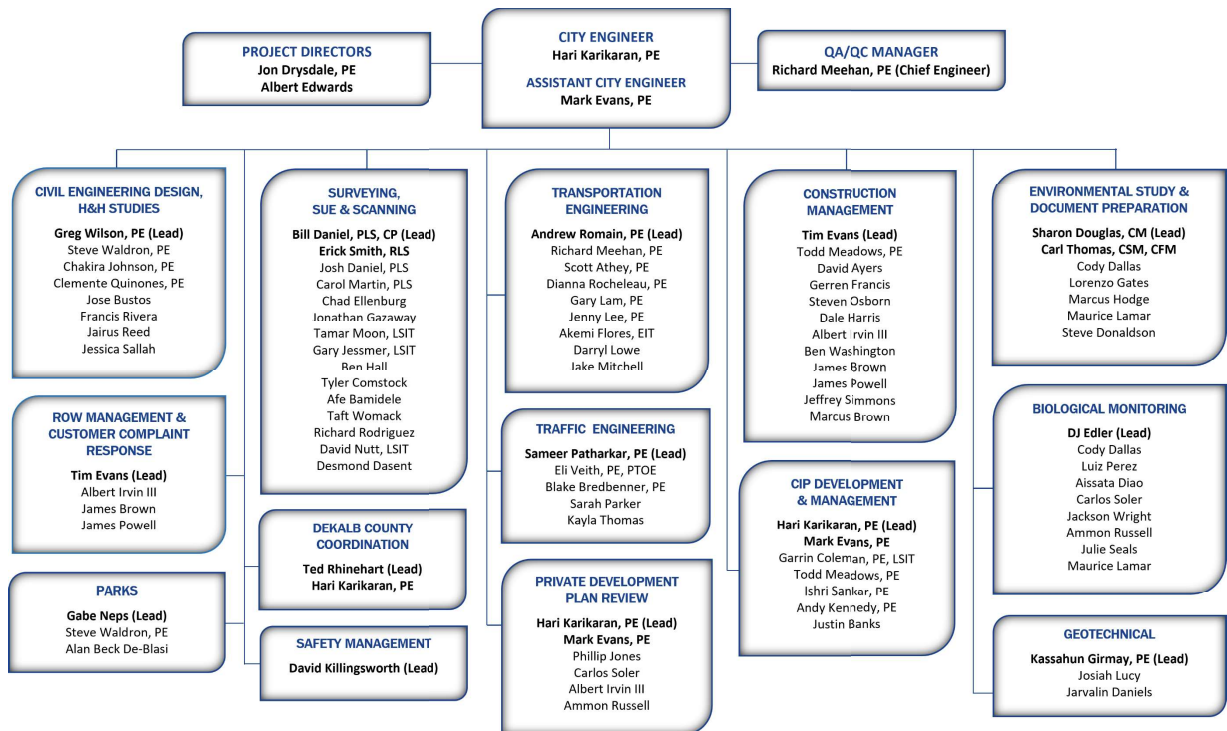 PROJECT DIRECTORS
Jon Drysdale, PE
Albert Edwards
CITY ENGINEER
Hari Karikaran, PE
ASSISTANT CITY ENGINEER
Mark Evans, PE
QA/QC MANAGER
Richard Meehan, PE (Chief Engineer)
CIVIL ENGINEERING DESIGN,
H&H STUDIES
Greg Wilson, PE (Lead)
Steve Waldron, PE
Chakira Johnson, PE
Clemente Quinones, PE
Jose Bustos
Francis Rivera
Jairus Reed
Jessica Sallah
ROW MANAGEMENT &
CUSTOMER COMPLAINT
RESPONSE
Tim Evans (Lead)
Albert Irvin III
James Brown
James Powell
PARKS
Gabe Neps (Lead)
Steve Waldron, PE
Alan Beck De-Blasi
SURVEYING,
SUE & SCANNING
Bill Daniel, PLS, CP (Lead)
Erick Smith, RLS
Josh Daniel, PLS
Carol Martin, PLS
Chad Ellenburg
Jonathan Gazaway
Tamar Moon, LSIT
Gary Jessmer, LSIT
Ben Hall
Tyler Comstock
Afe Bamidele
Taft Womack
Richard Rodriguez
David Nutt, LSIT
Desmond Dasent
DEKALB COUNTY
COORDINATION
Ted Rhinehart (Lead)
Hari Karikaran, PE
SAFETY MANAGEMENT
David Killingsworth (Lead)
TRANSPORTATION
ENGINEERING
Andrew Romain, PE (Lead)
Richard Meehan, PE
Scott Athey, PE
Dianna Rocheleau, PE
Gary Lam, PE
Jenny Lee, PE
Akemi Flores, EIT
Darryl Lowe
Jake Mitchell
TRAFFIC ENGINEERING
Sameer Patharkar, PE (Lead)
Eli Veith, PE, PTOE
Blake Bredbenner, PE
Sarah Parker
Kayla Thomas
PRIVATE DEVELOPMENT
PLAN REVIEW
Hari Karikaran, PE (Lead)
Mark Evans, PE
Phillip Jones
Carlos Soler
Albert Irvin III
Ammon Russell
CONSTRUCTION
MANAGEMENT
Tim Evans (Lead)
Todd Meadows, PE
David Ayers
Gerren Francis
Steven Osborn
Dale Harris
Albert Irvin III
Ben Washington
James Brown
James Powell
Jeffrey Simmons
Marcus Brown
CIP DEVELOPMENT
& MANAGEMENT
Hari Karikaran, PE (Lead)
Mark Evans, PE
Garrin Coleman, PE, LSIT
Todd Meadows, PE
Ishri Sanker, PE
Andy Kennedy, PE
Justin Banks
ENVIRONMENTAL STUDY &
DOCUMENT PREPARATION
Sharon Douglas, CM (Lead)
Carl Thomas, CSM, CFM
Cody Dallas
Lorenzo Gates
Marcus Hodge
Maurice Lamar
Steve Donaldson
BIOLOGICAL MONITORING
DJ Edler (Lead)
Cody Dallas
Luiz Perez
Aissata Diao
Carlos Soler
Jackson Wright
Ammon Russell
Julie Seals
Maurice Lamar
GEOTECHNICAL
Kassahun Girmay, PE (Lead)
Josiah Lucy
Jarvalin Daniels